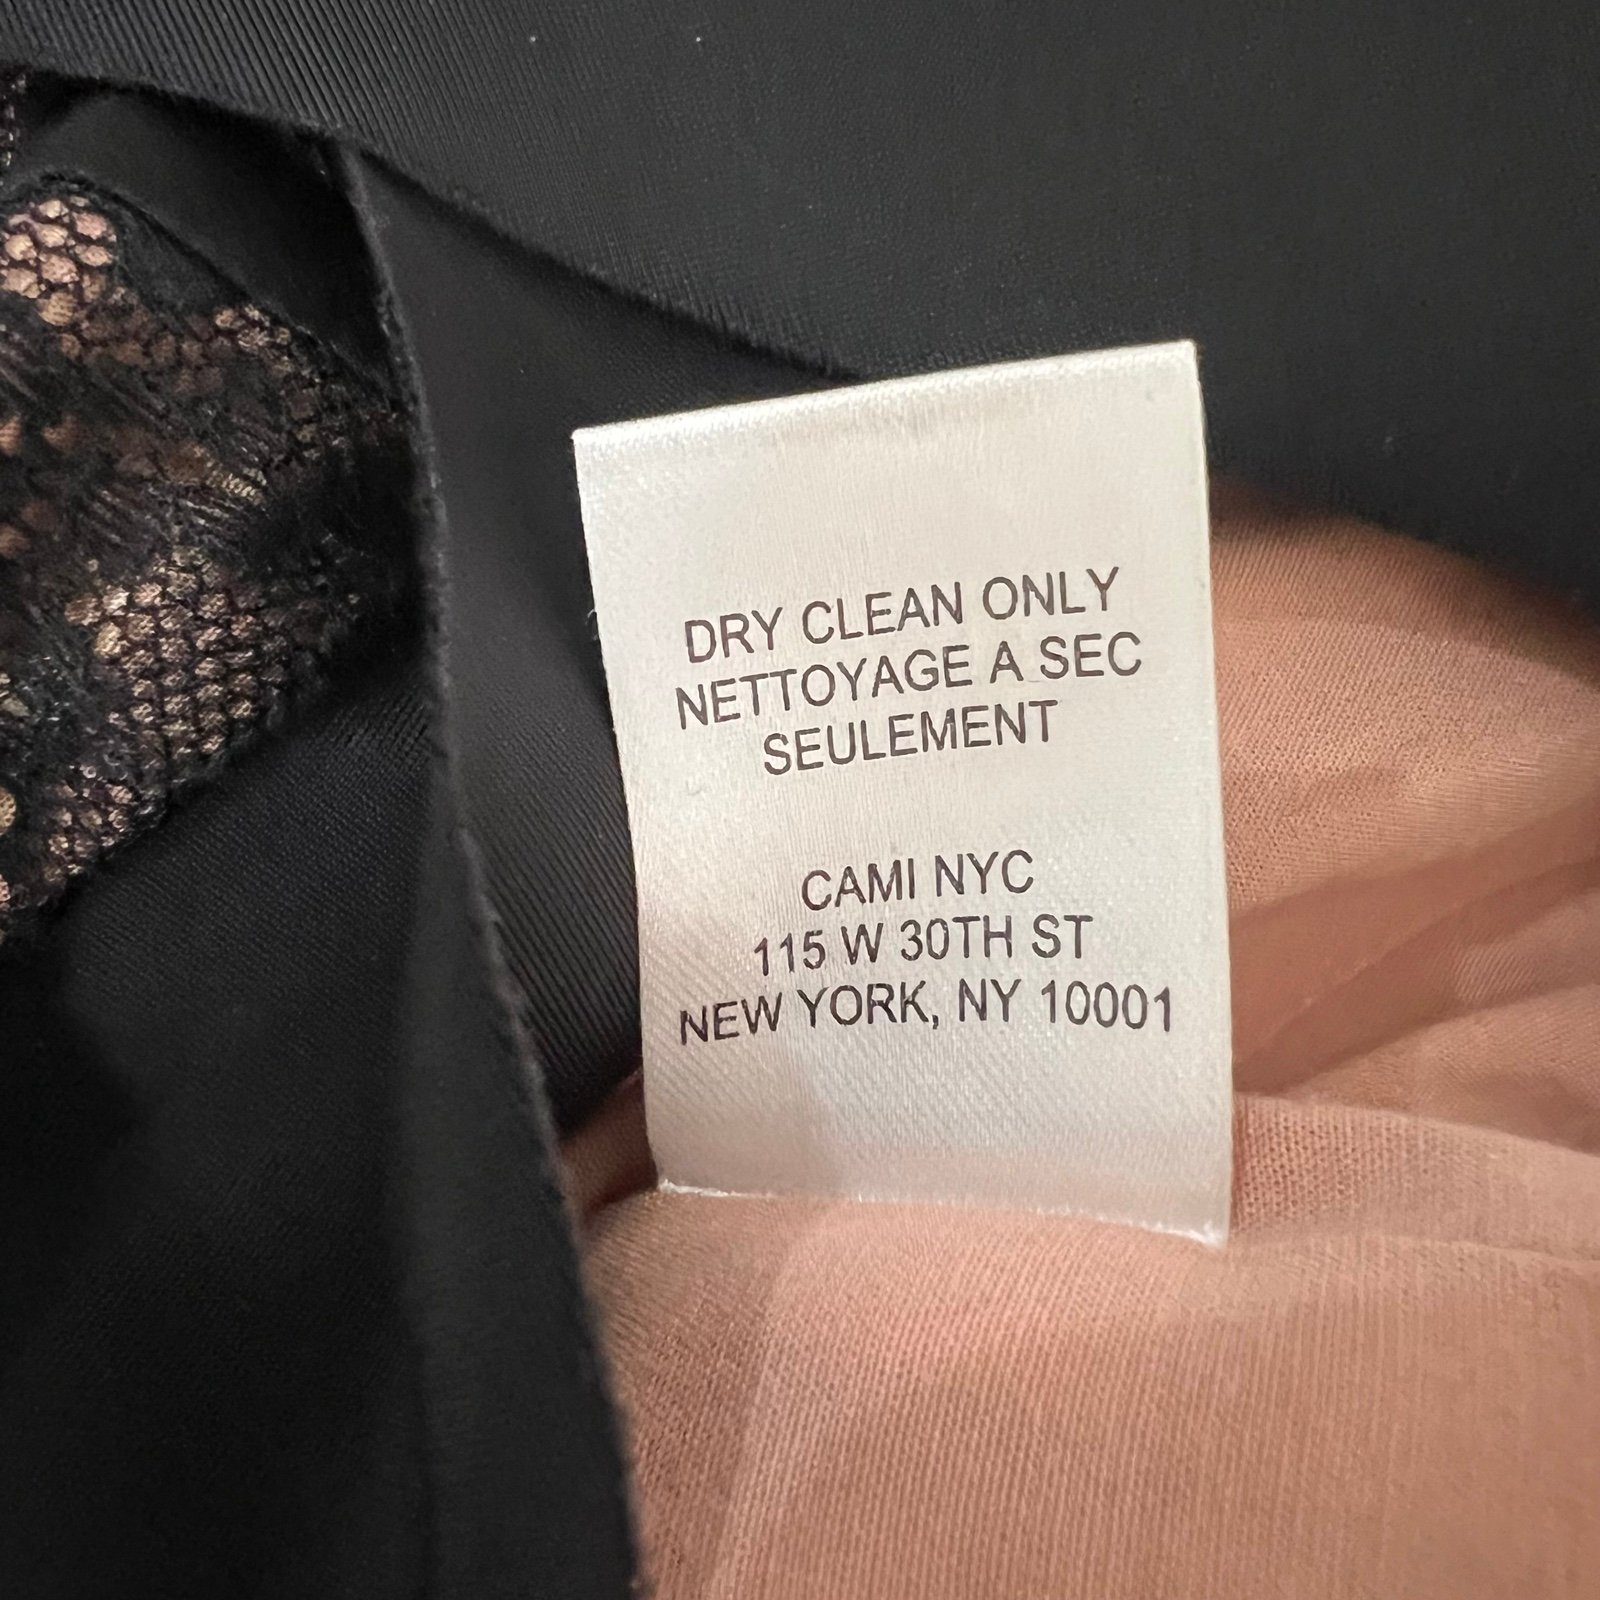 DRY CLEAN ONLY
NETTOYAGE A SEC
SEULEMENT
CAMI NYC
115 W 30TH ST
NEW YORK, NY 10001